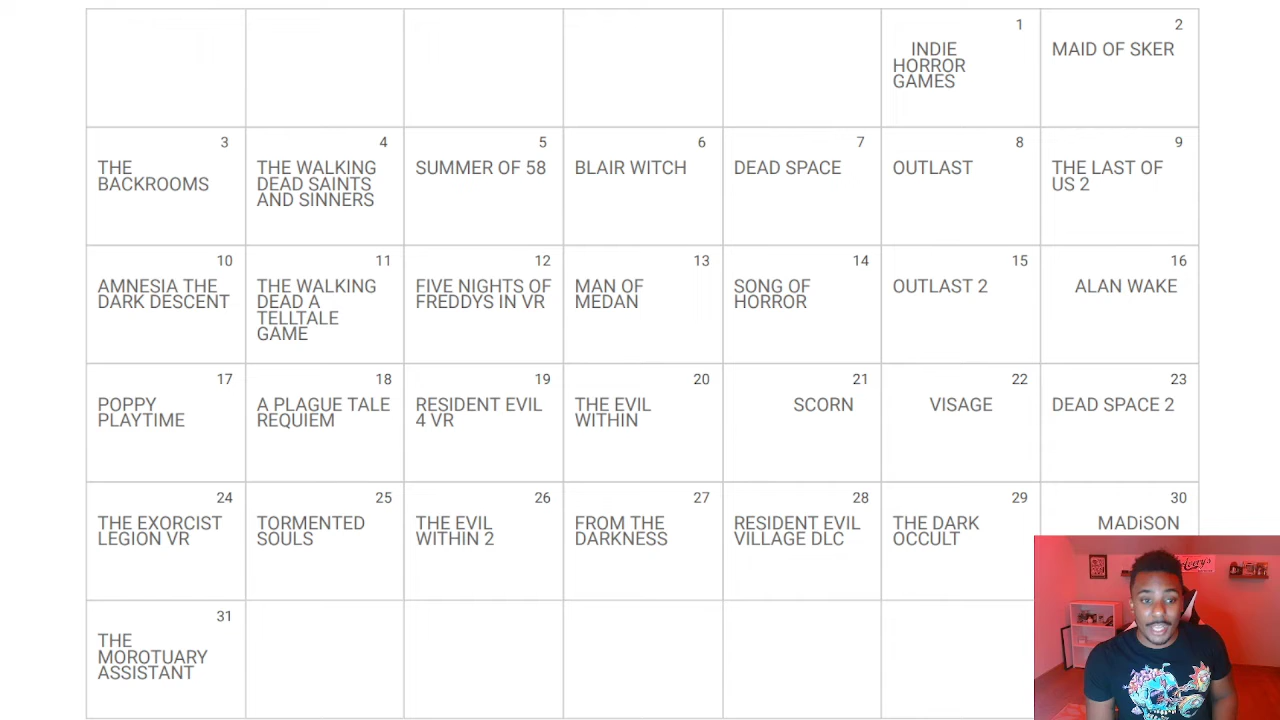 1
INDIE
HORROR
GAMES
2
MAID OF SKER
3
THE
BACKROOMS
4
THE WALKING
DEAD SAINTS
AND SINNERS
5
SUMMER OF 58
6
BLAIR WITCH
7
DEAD SPACE
8
OUTLAST
9
THE LAST OF
US 2
10
AMNESIA THE
DARK DESCENT
11
THE WALKING
DEAD A
TELLTALE
GAME
12
FIVE NIGHTS OF
FREDDYS IN VR
13
MAN OF
MEDAN
14
SONG OF
HORROR
15
OUTLAST 2
16
ALAN WAKE
17
POPPY
PLAYTIME
18
A PLAGUE TALE
REQUIEM
19
RESIDENT EVIL
4 VR
20
THE EVIL
WITHIN
21
SCORN
22
VISAGE
23
DEAD SPACE 2
24
THE EXORCIST
LEGION VR
25
TORMENTED
SOULS
26
THE EVIL
WITHIN 2
27
FROM THE
DARKNESS
28
RESIDENT EVIL
VILLAGE DLC
29
THE DARK
OCCULT
30
MADiSON
31
THE
MOROTUARY
ASSISTANT